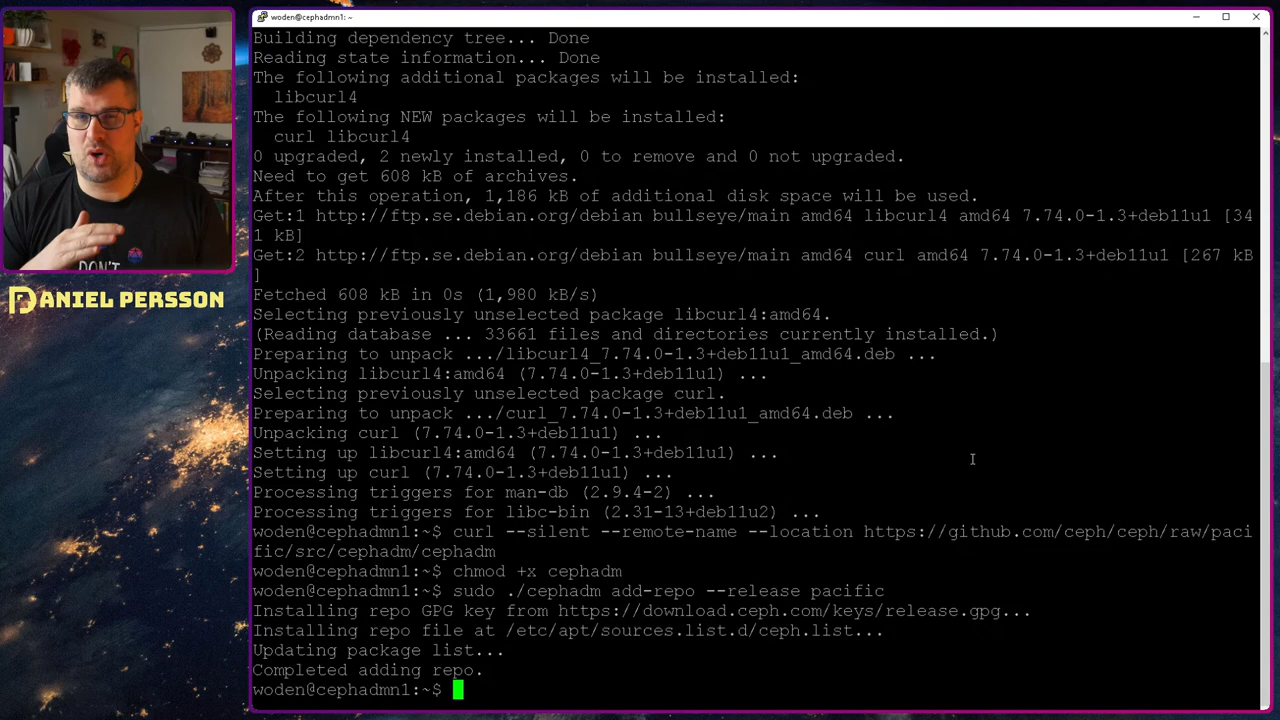 woden@cephadmn1: ~
Building dependency tree... Done
Reading state information... Done
The following additional packages will be installed:
  libcurl4
The following NEW packages will be installed:
  curl libcurl4
0 upgraded, 2 newly installed, 0 to remove and 0 not upgraded.
Need to get 608 kB of archives.
After this operation, 1,186 kB of additional disk space will be used.
Get:1 http://ftp.se.debian.org/debian bullseye/main amd64 libcurl4 amd64 7.74.0-1.3+deb11u1 [34
1 kB]
Get:2 http://ftp.se.debian.org/debian bullseye/main amd64 curl amd64 7.74.0-1.3+deb11u1 [267 kB
]
Fetched 608 kB in 0s (1,980 kB/s)
Selecting previously unselected package libcurl4:amd64.
(Reading database ... 33661 files and directories currently installed.)
Preparing to unpack .../libcurl4_7.74.0-1.3+deb11u1_amd64.deb ...
Unpacking libcurl4:amd64 (7.74.0-1.3+deb11u1) ...
Selecting previously unselected package curl.
Preparing to unpack .../curl_7.74.0-1.3+deb11u1_amd64.deb ...
Unpacking curl (7.74.0-1.3+deb11u1) ...
Setting up libcurl4:amd64 (7.74.0-1.3+deb11u1) ...
Setting up curl (7.74.0-1.3+deb11u1) ...
Processing triggers for man-db (2.9.4-2) ...
Processing triggers for libc-bin (2.31-13+deb11u2) ...
woden@cephadmn1:~$ curl --silent --remote-name --location https://github.com/ceph/ceph/raw/paci
fic/src/cephadm/cephadm
woden@cephadmn1:~$ chmod +x cephadm
woden@cephadmn1:~$ sudo ./cephadm add-repo --release pacific
Installing repo GPG key from https://download.ceph.com/keys/release.gpg...
Installing repo file at /etc/apt/sources.list.d/ceph.list...
Updating package list...
Completed adding repo.
woden@cephadmn1:~$
DON'T
DANIEL PERSSON